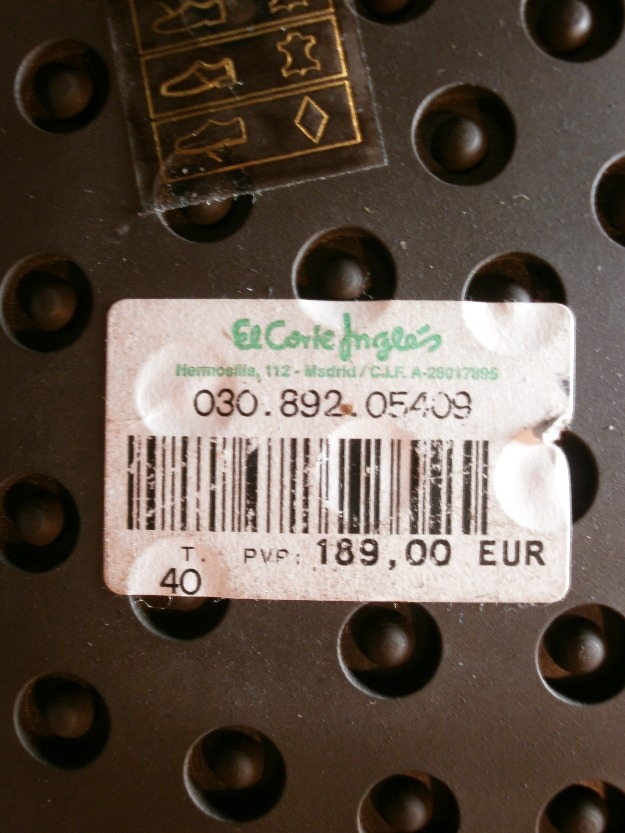 El Corte Inglés
Hermosilla, 112 - Madrid / C.I.F. A-28017895
030.892.05409
T. PVP: 189,00 EUR
40